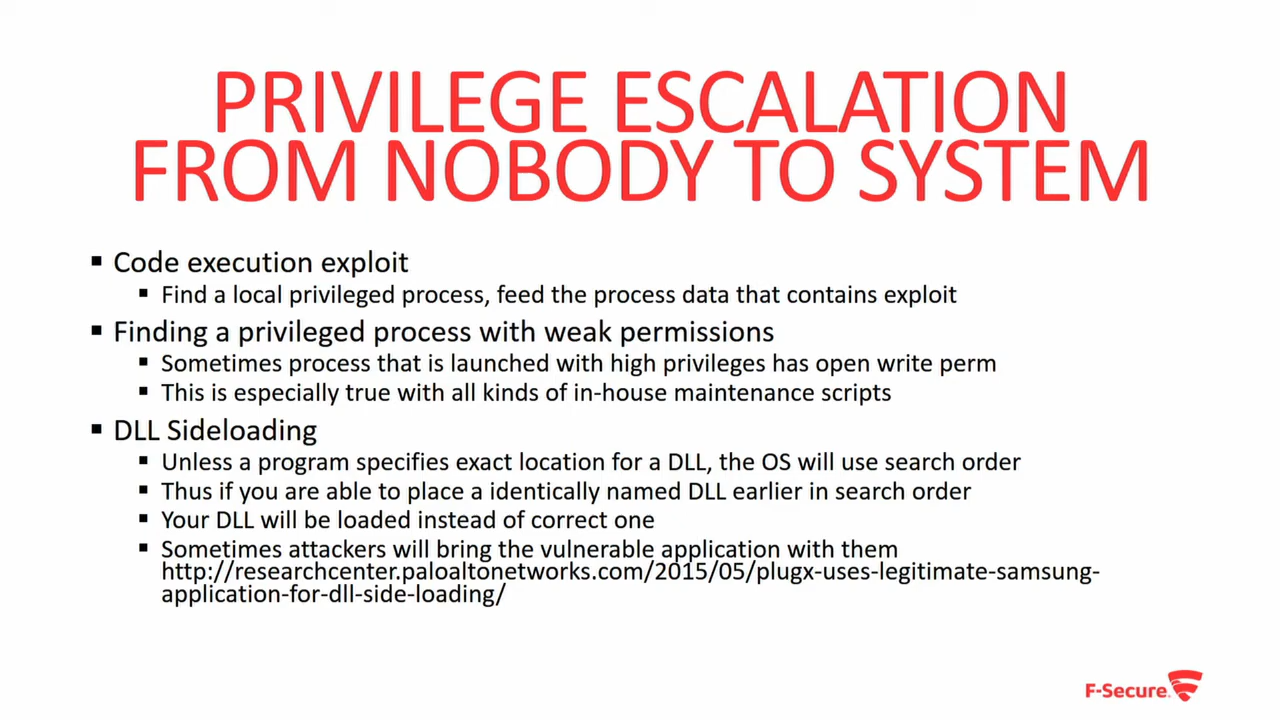 PRIVILEGE ESCALATION
FROM NOBODY TO SYSTEM
▪ Code execution exploit
▪ Find a local privileged process, feed the process data that contains exploit
▪ Finding a privileged process with weak permissions
▪ Sometimes process that is launched with high privileges has open write perm
▪ This is especially true with all kinds of in-house maintenance scripts
▪ DLL Sideloading
▪ Unless a program specifies exact location for a DLL, the OS will use search order
▪ Thus if you are able to place a identically named DLL earlier in search order
▪ Your DLL will be loaded instead of correct one
▪ Sometimes attackers will bring the vulnerable application with them
http://researchcenter.paloaltonetworks.com/2015/05/plugx-uses-legitimate-samsung-
application-for-dll-side-loading/
F-Secure.